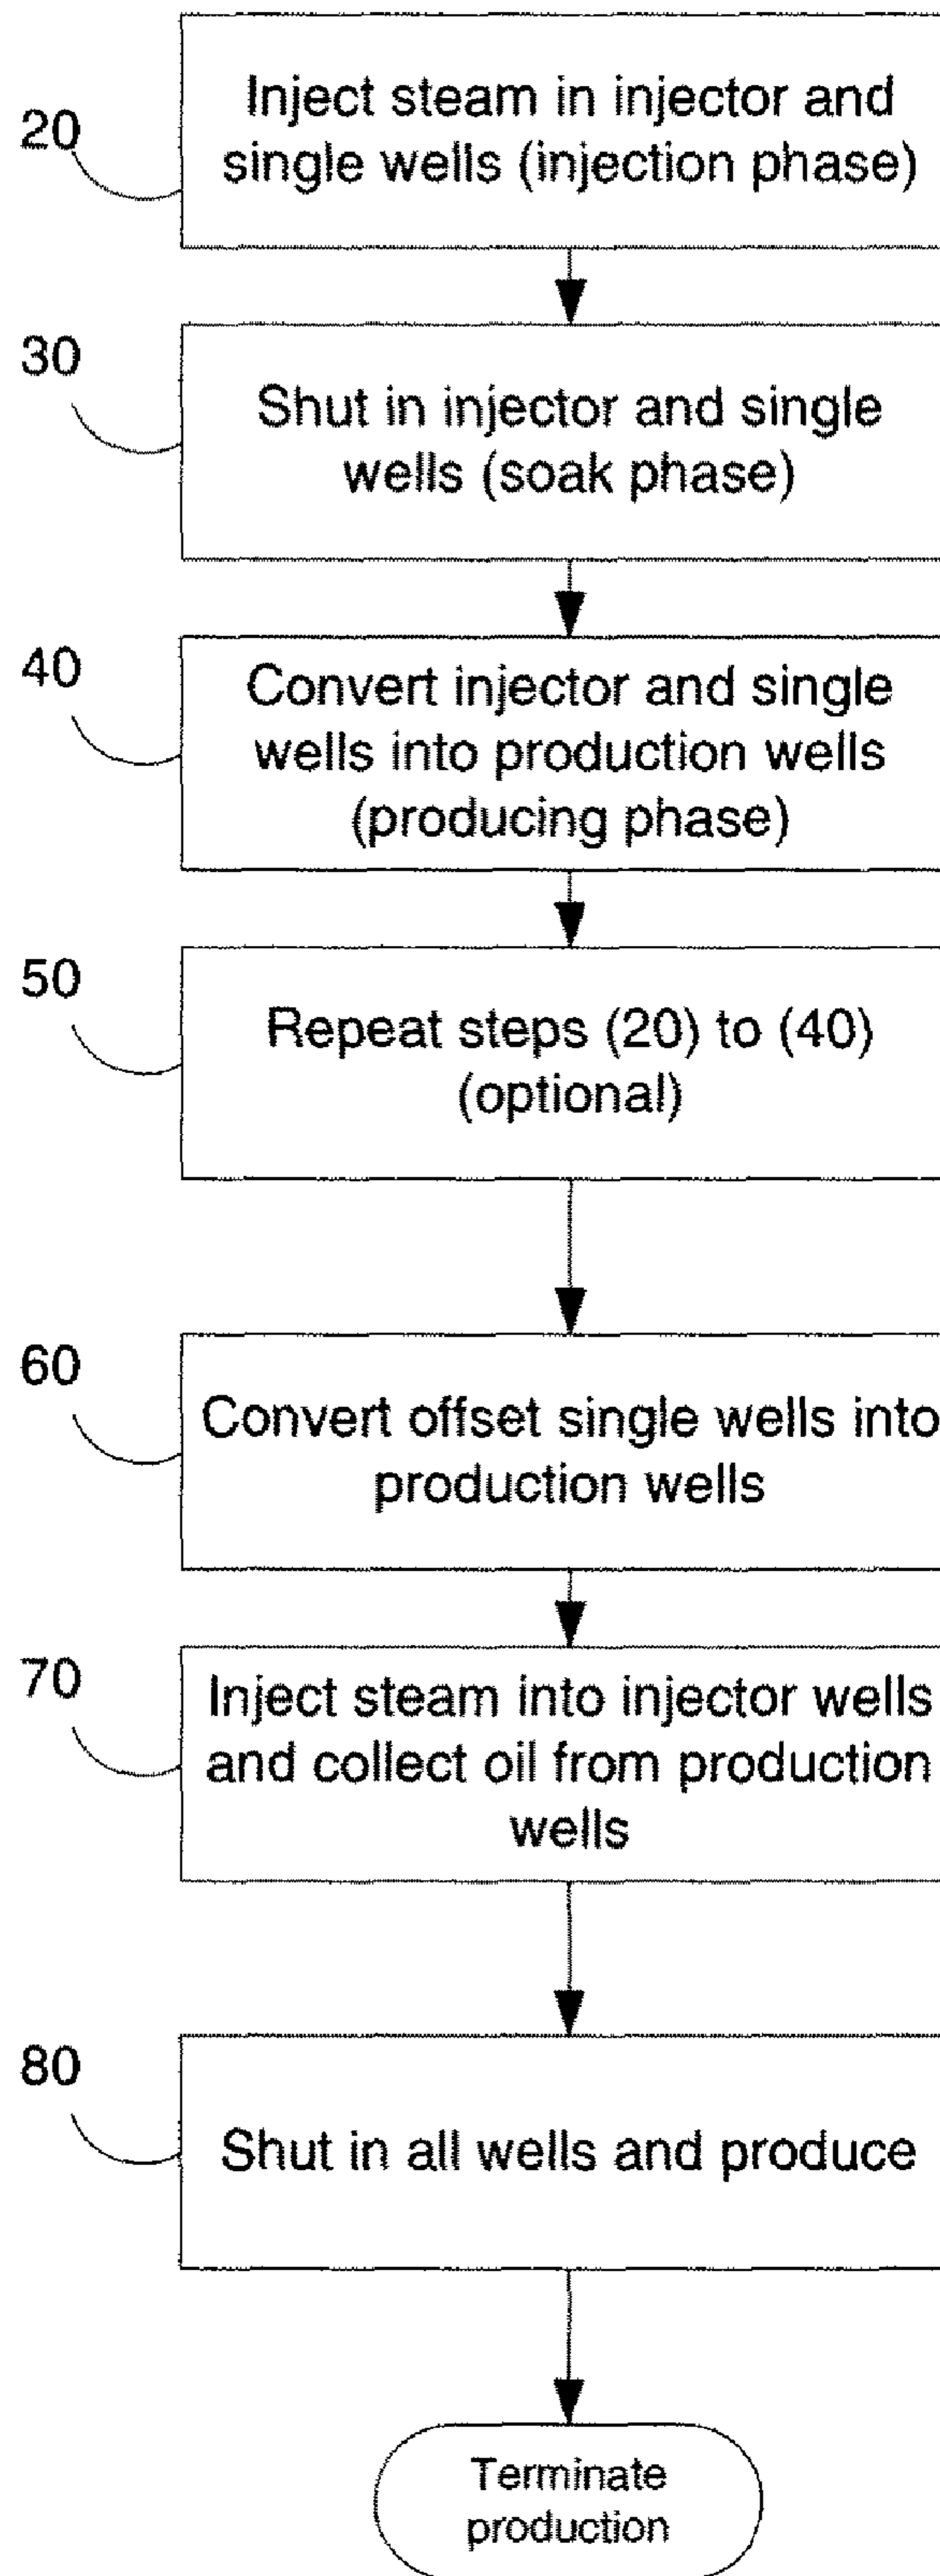 20
Inject steam in injector and
single wells (injection phase)
30
Shut in injector and single
wells (soak phase)
40
Convert injector and single
wells into production wells
(producing phase)
50
Repeat steps (20) to (40)
(optional)
60
Convert offset single wells into
production wells
70
Inject steam into injector wells
and collect oil from production
wells
80
Shut in all wells and produce
Terminate
production